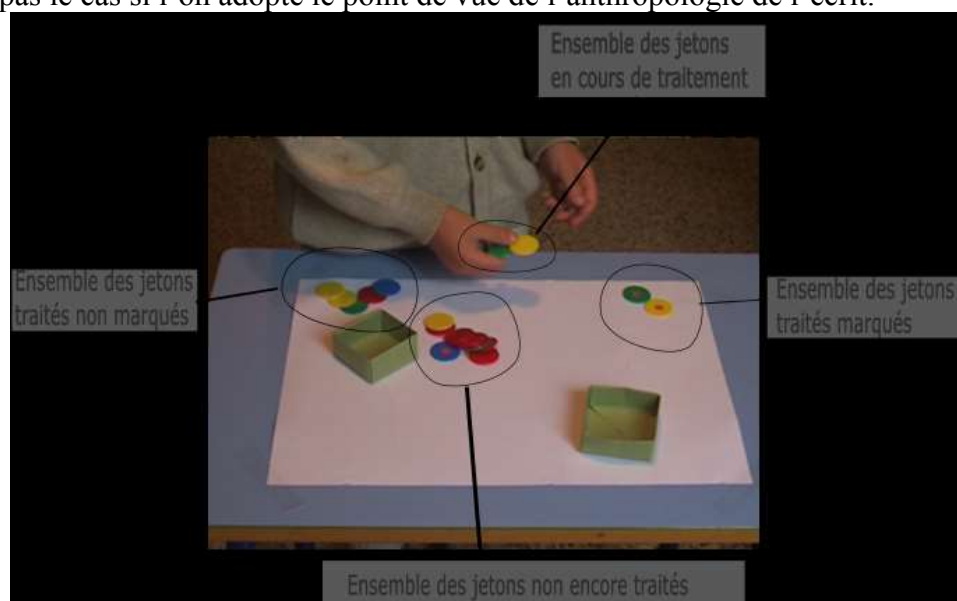 pas le cas si l'on adopte le point de vue de l'anthropologie de l'écrit.
Ensemble des jetons
en cours de traitement
Ensemble des jetons
traités non marqués
Ensemble des jetons
traités marqués
Ensemble des jetons non encore traités